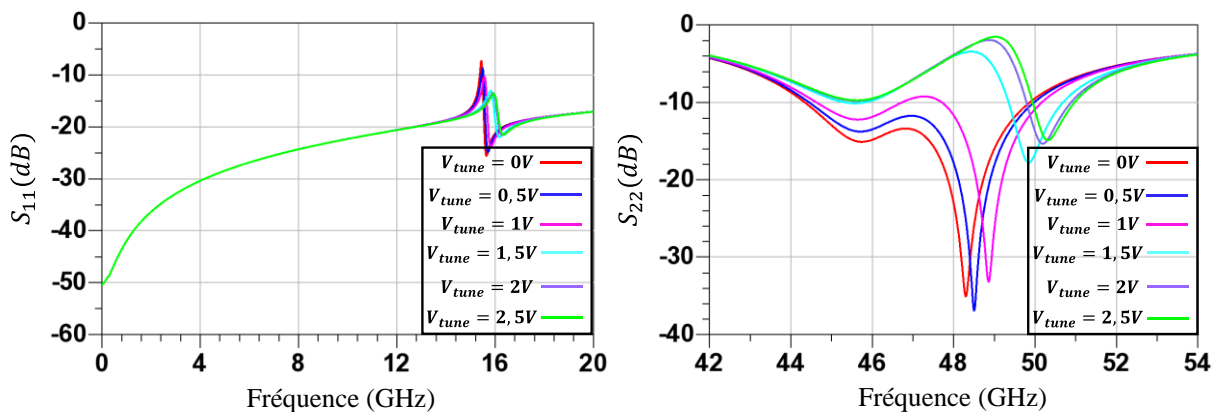 0
-10
-20
-30
-40
-50
-60
S11(dB)
Vtune = 0V
Vtune = 0,5V
Vtune = 1V
Vtune = 1,5V
Vtune = 2V
Vtune = 2,5V
0 4 8 12 16 20
Fréquence (GHz)
0
-10
-20
-30
-40
S22(dB)
Vtune = 0V
Vtune = 0,5V
Vtune = 1V
Vtune = 1,5V
Vtune = 2V
Vtune = 2,5V
42 44 46 48 50 52 54
Fréquence (GHz)